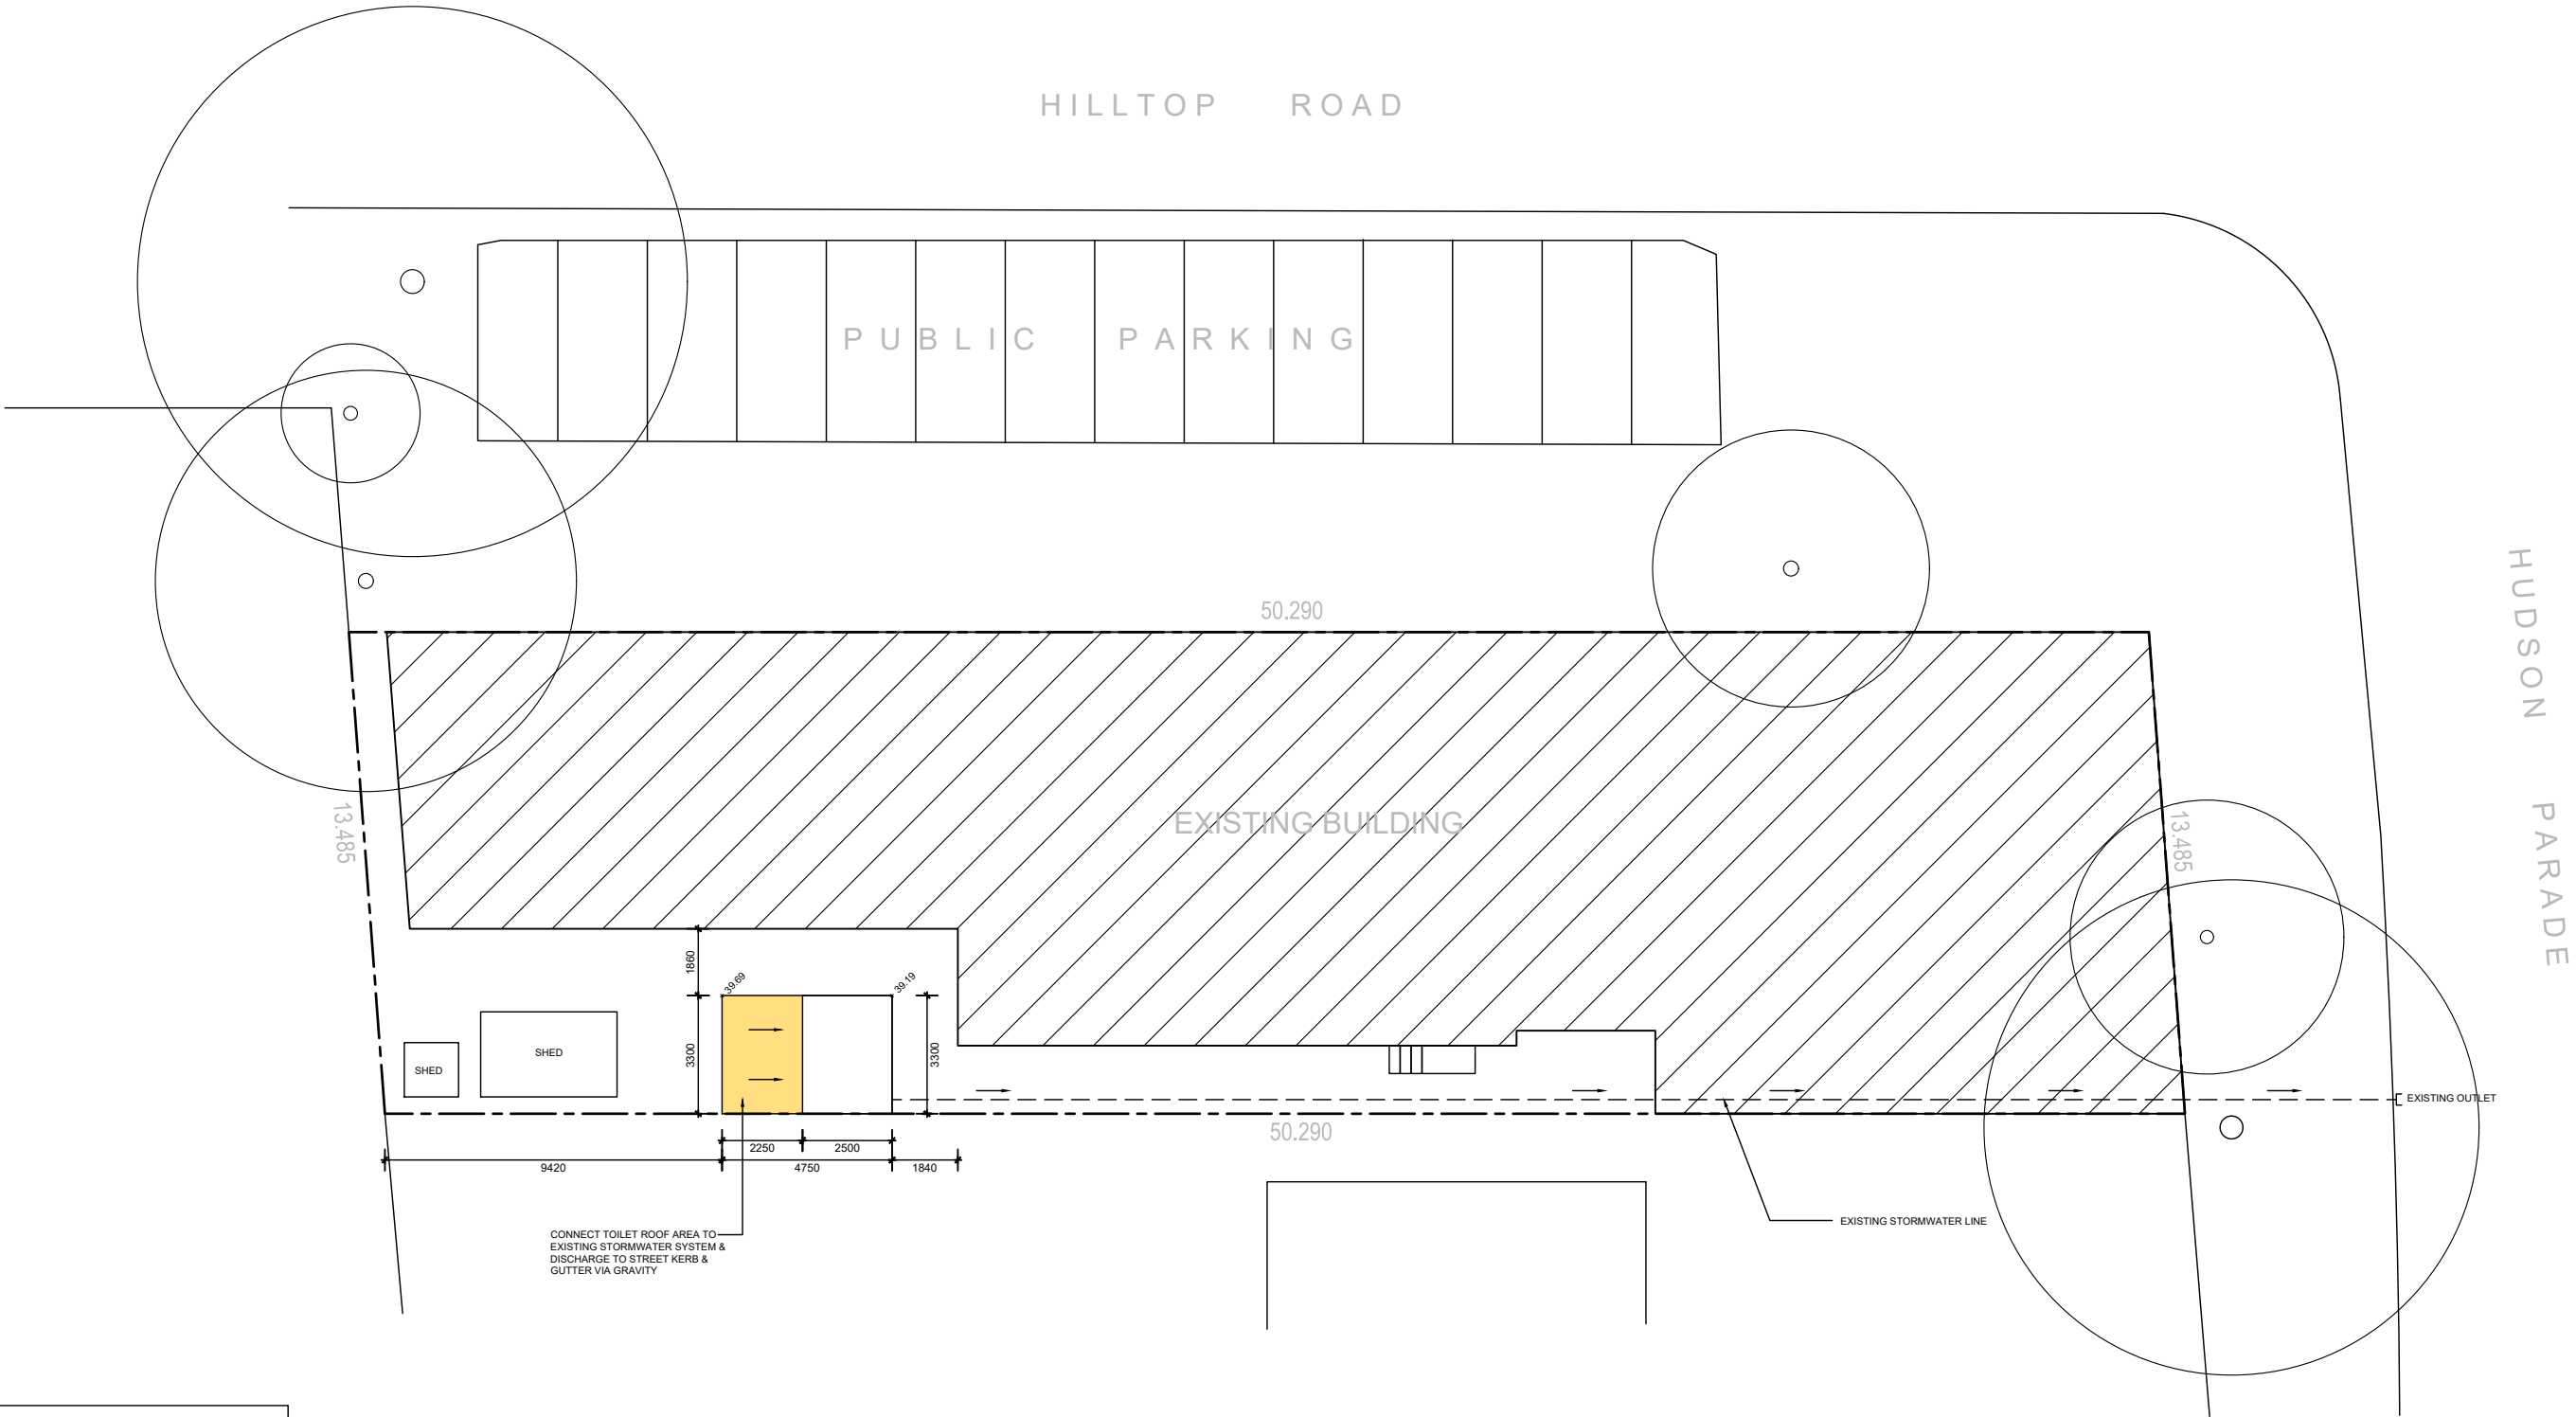 HILLTOP ROAD
PUBLIC PARKING
HUDSON PARADE
50.290
13.485
EXISTING BUILDING
13.485
1860
39.69
39.19
SHED
SHED
3300
3300
EXISTING OUTLET
2250
2500
50.290
9420
4750
1840
CONNECT TOILET ROOF AREA TO
EXISTING STORMWATER SYSTEM &
DISCHARGE TO STREET KERB &
GUTTER VIA GRAVITY
EXISTING STORMWATER LINE